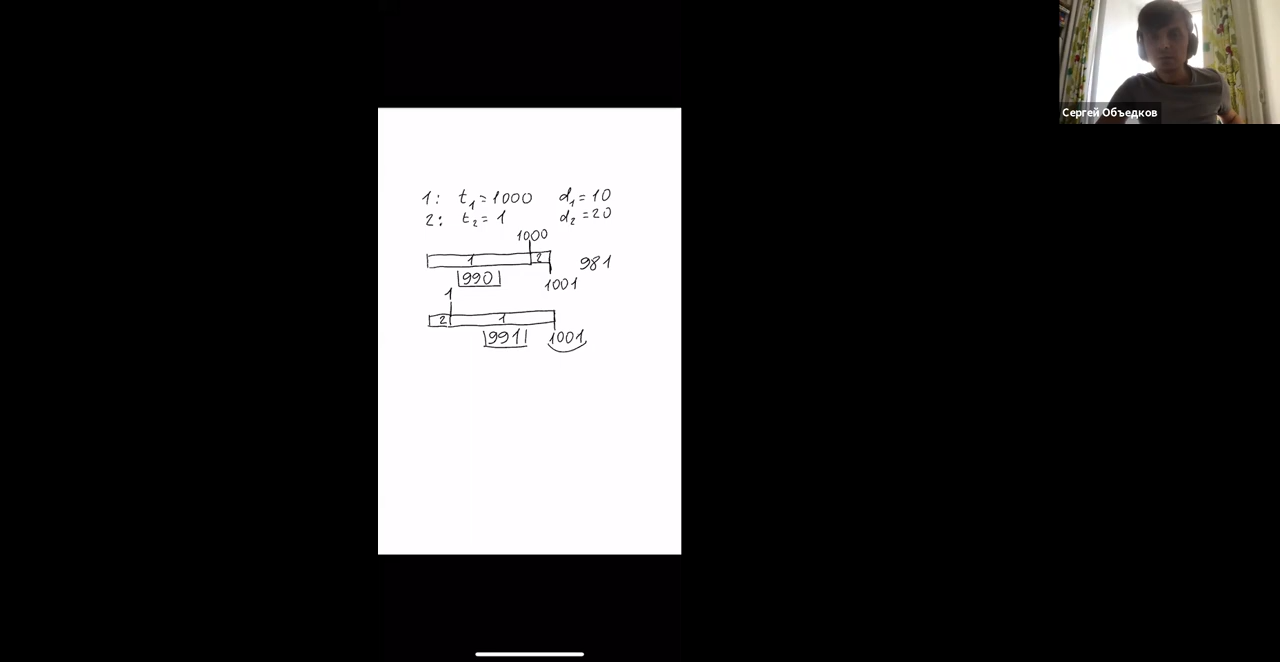 1: t₁=1000 d₁=10
2: t₂=1 d₂=20
1000
1 2 981
990 1001
1
2 1
991 1001
Сергей Объедков